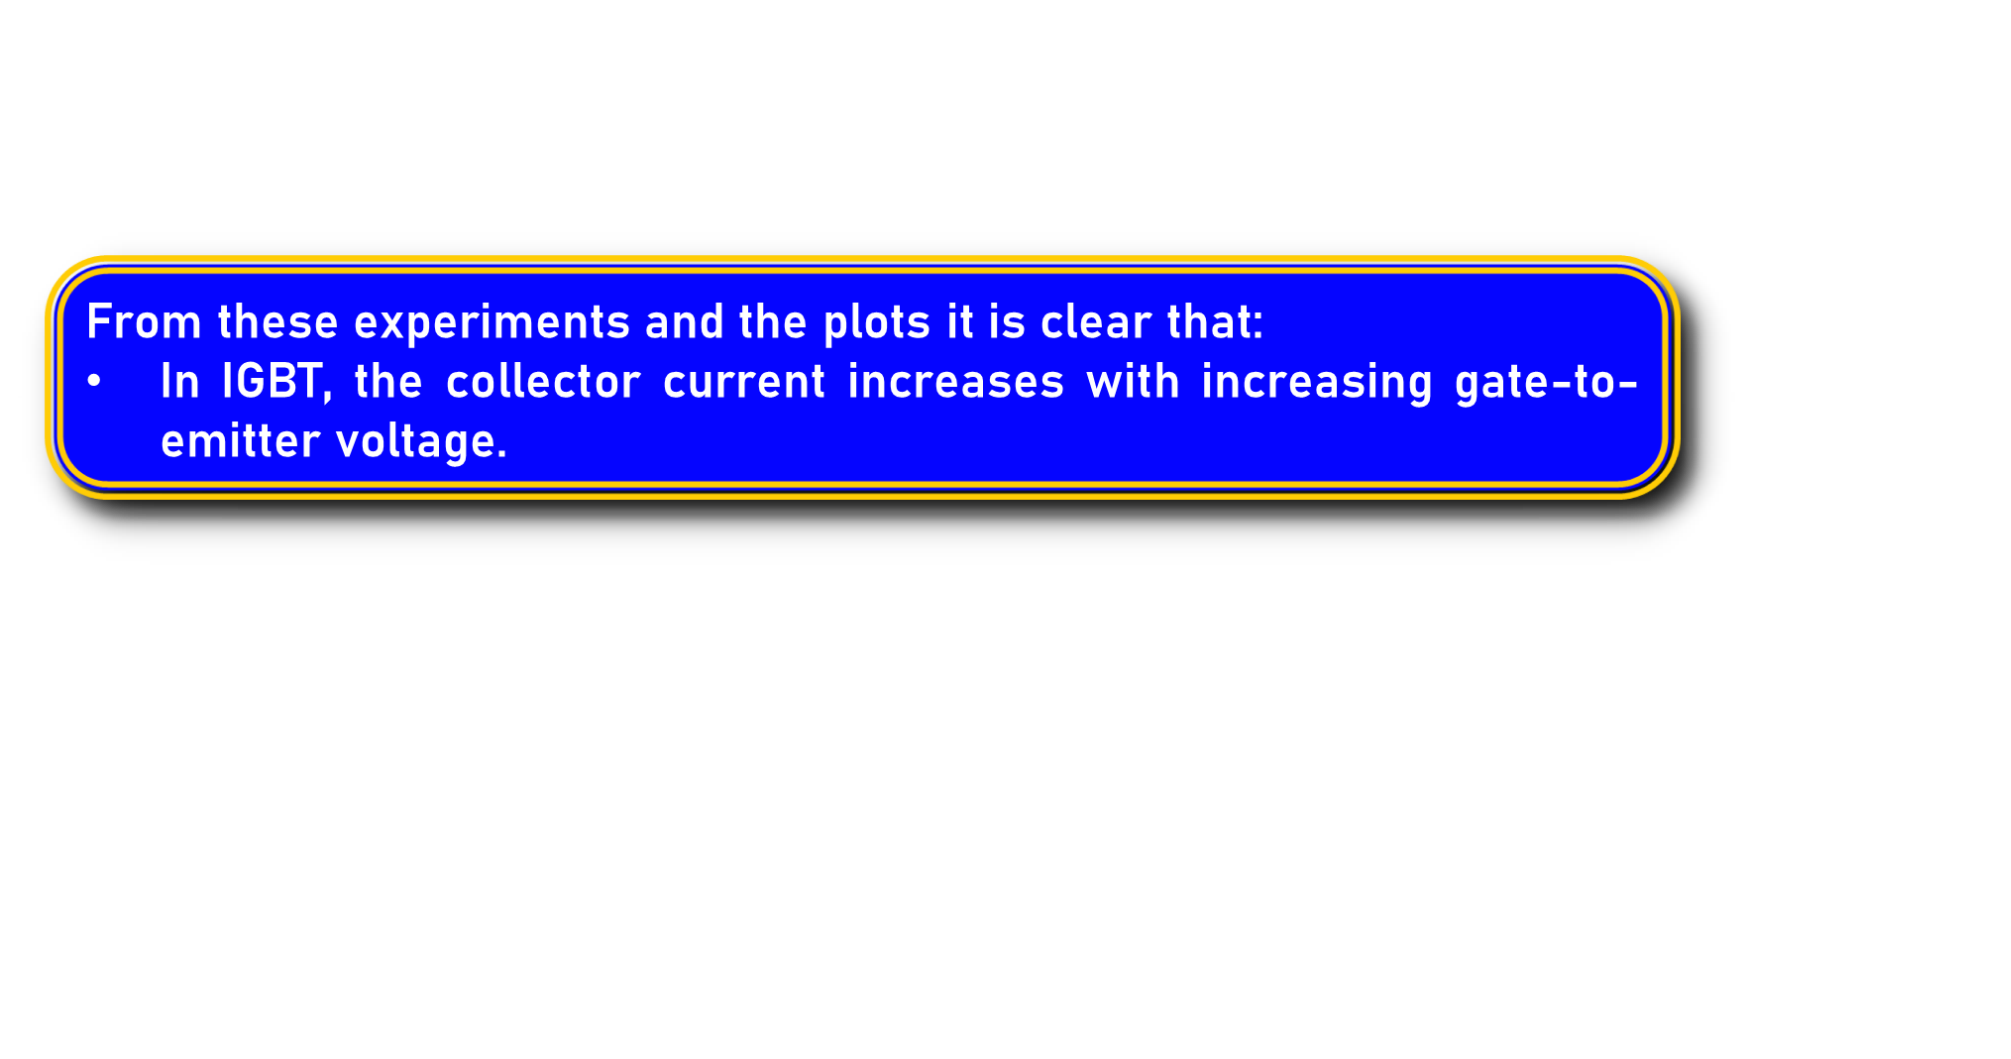 From these experiments and the plots it is clear that:
• In IGBT, the collector current increases with increasing gate-to-
emitter voltage.